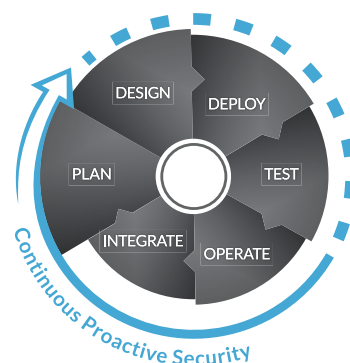 DESIGN
DEPLOY
PLAN
TEST
INTEGRATE
OPERATE
Continuous Proactive Security